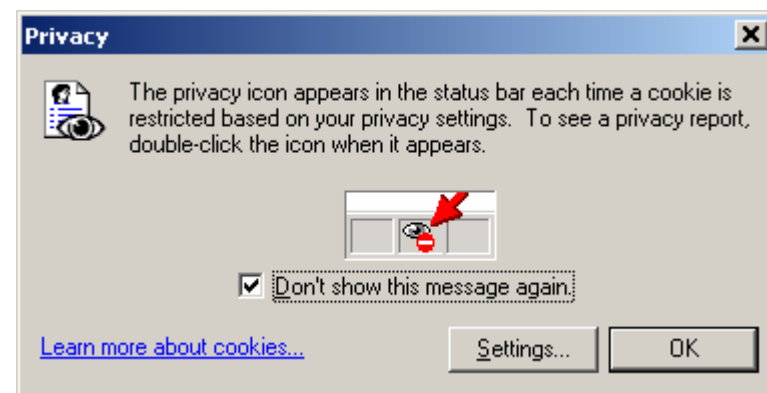 Privacy
The privacy icon appears in the status bar each time a cookie is
restricted based on your privacy settings.  To see a privacy report,
double-click the icon when it appears.
Don't show this message again.
Learn more about cookies...
Settings...
OK